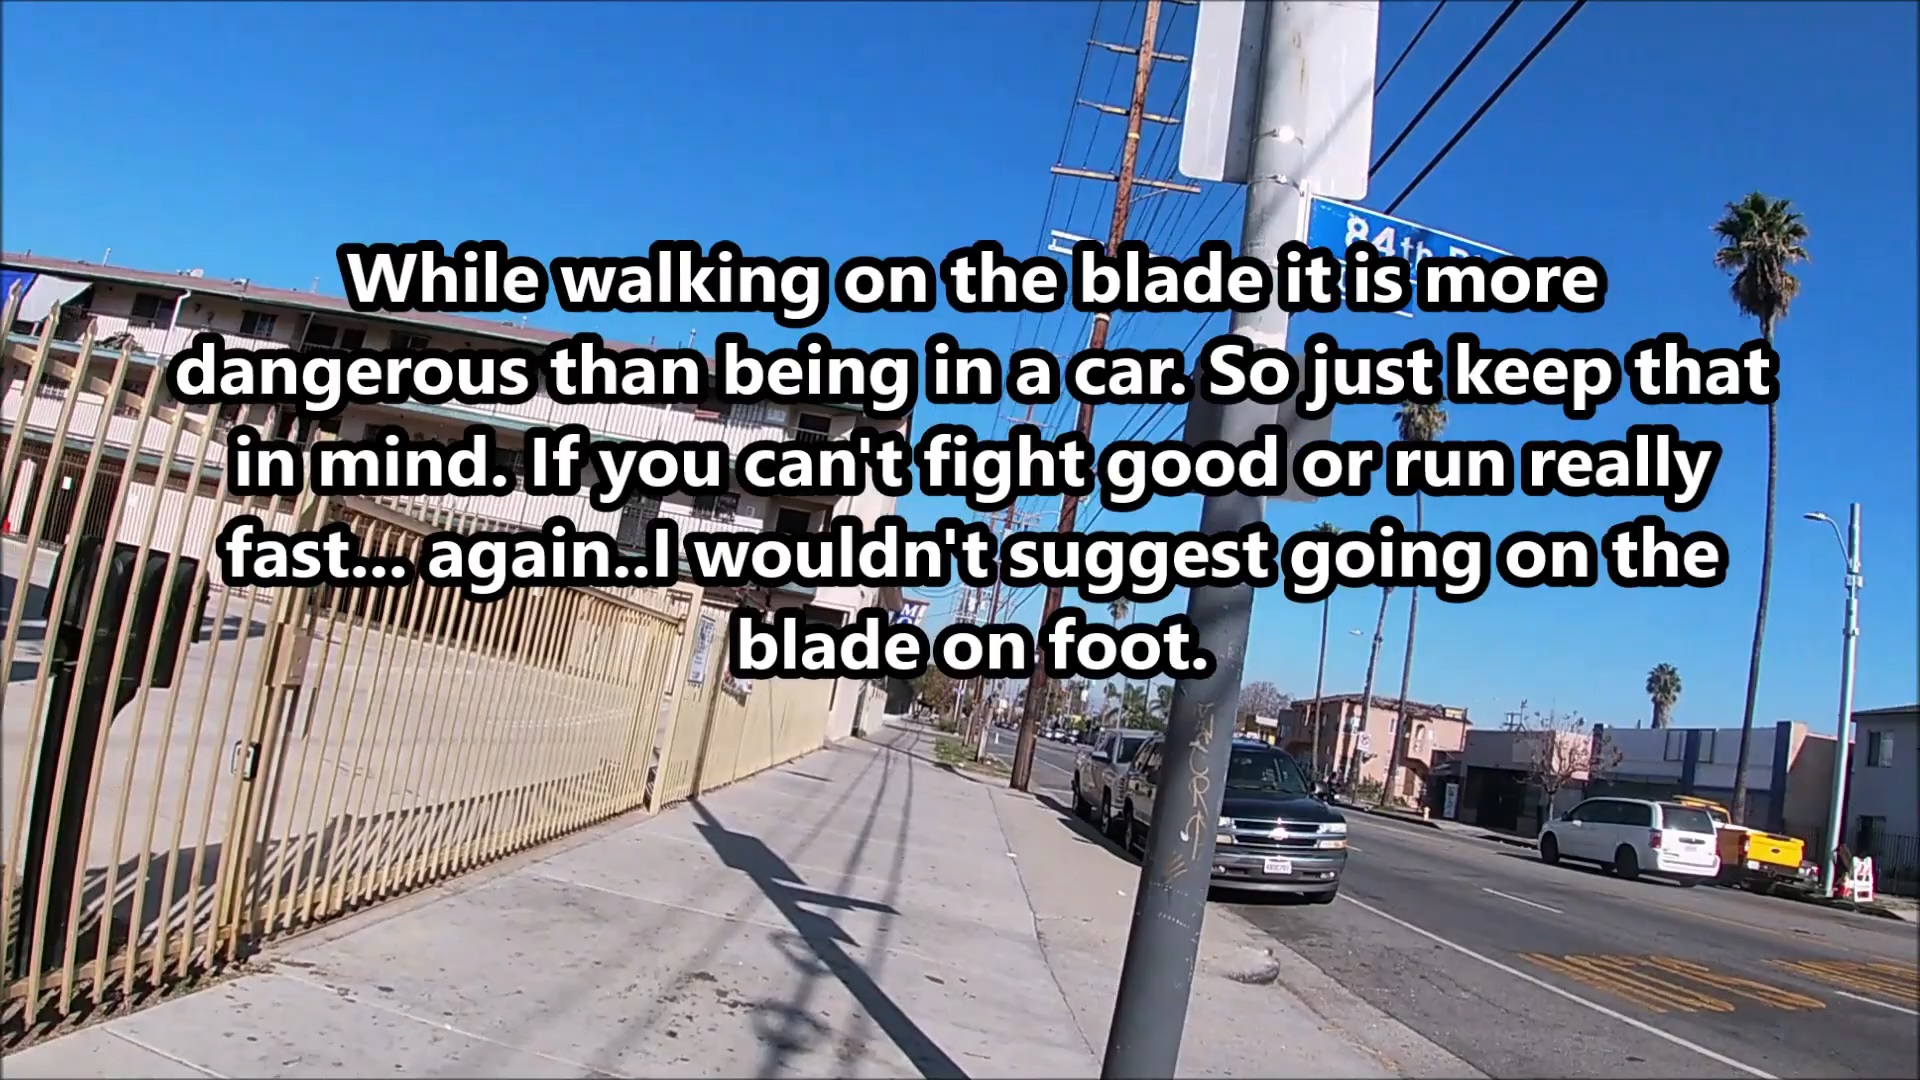 84th
While walking on the blade it is more
dangerous than being in a car. So just keep that
in mind. If you can't fight good or run really
fast... again..I wouldn't suggest going on the
blade on foot.